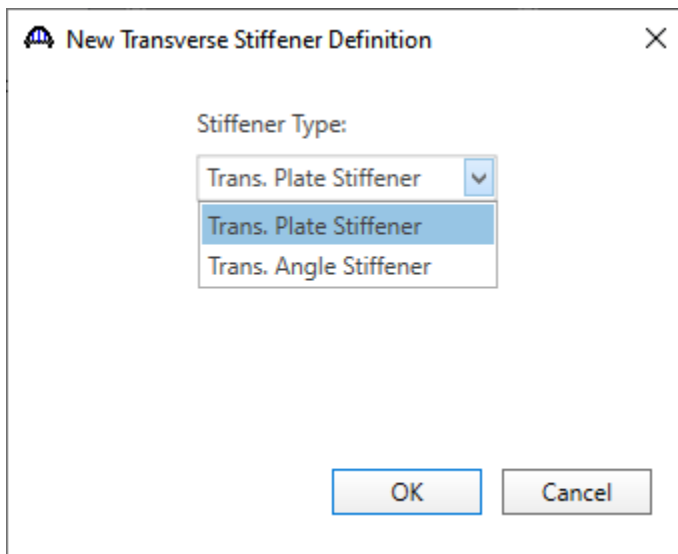 New Transverse Stiffener Definition
Stiffener Type:
Trans. Plate Stiffener
Trans. Plate Stiffener
Trans. Angle Stiffener
OK Cancel